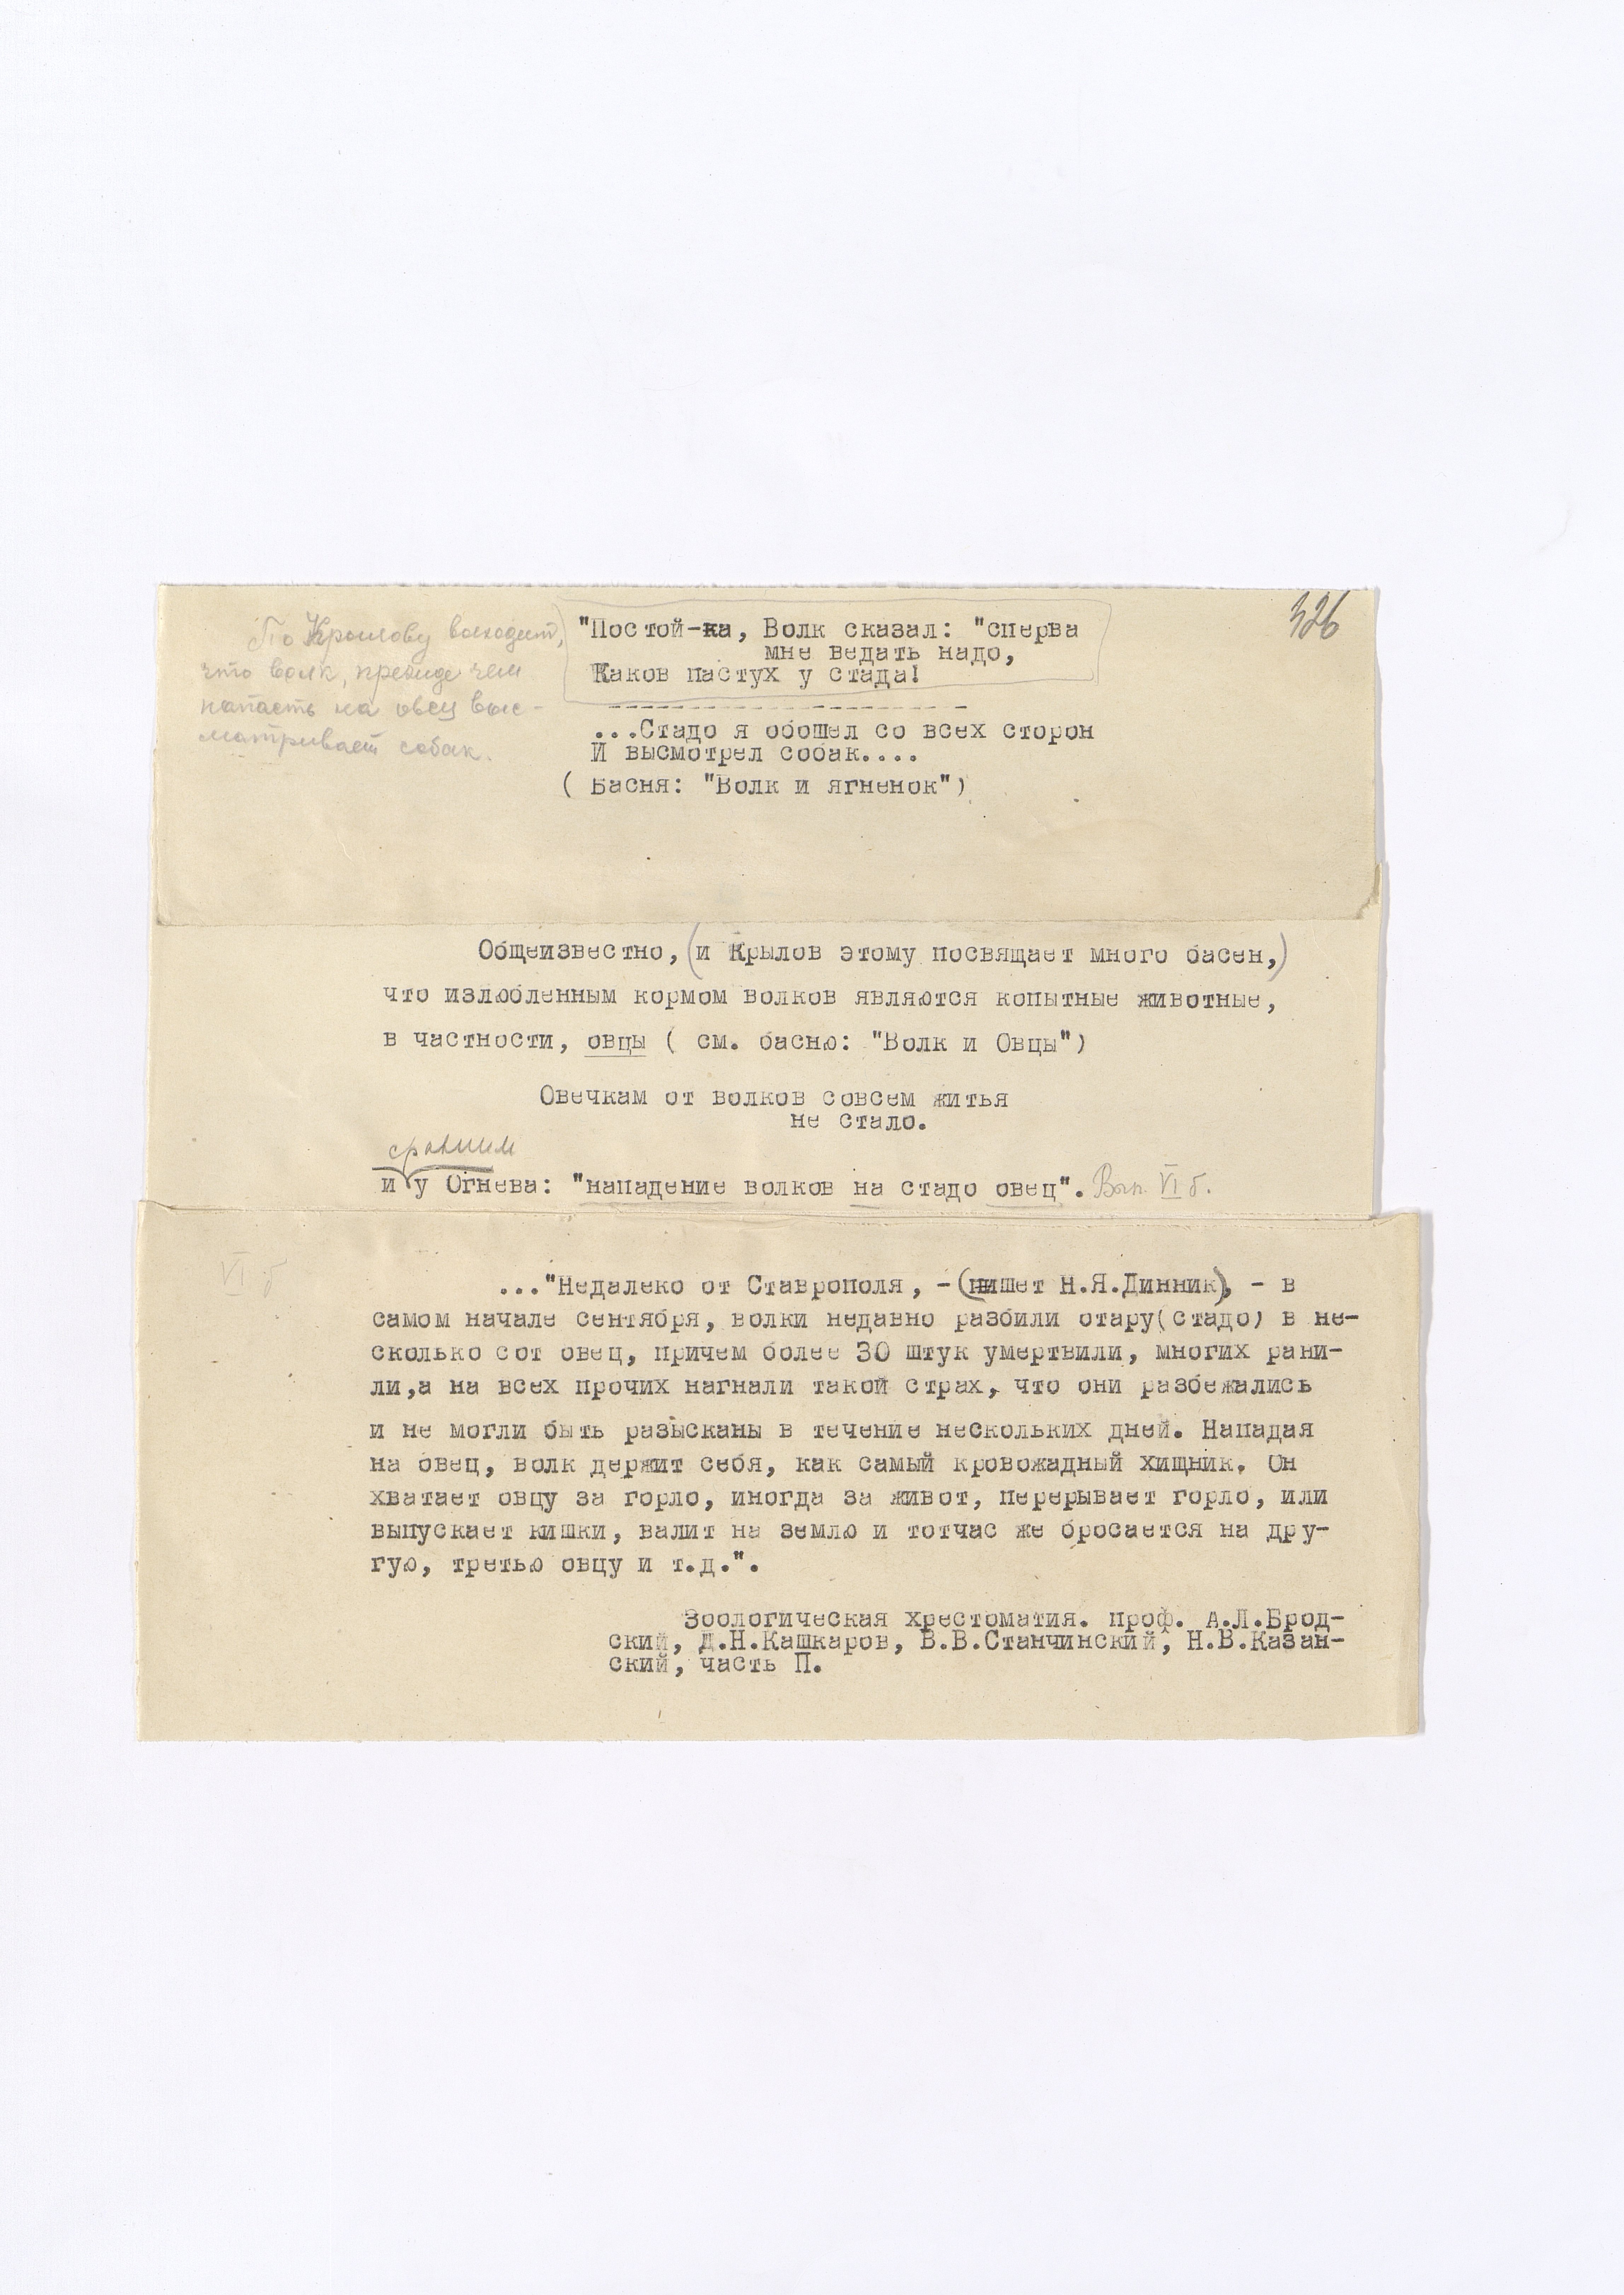 326
По Крылову выходит,
что волк, прежде чем
напасть на овец выс-
матривает собак.
"Постой-ка, Волк сказал: "сперва
мне ведать надо,
Каков пастух у стада!
-----------------------
...Стадо я обошел со всех сторон
И высмотрел собак....
( Басня: "Волк и ягненок")
Общеизвестно, (и Крылов этому посвящает много басен,)
что излюбленным кормом волков являются копытные животные,
в частности, овцы ( см. басню: "Волк и Овцы")
Овечкам от волков совсем житья
не стало.
сравним
и у Огнева: "нападение волков на стадо овец". Вып. VI б.
VI б
..."Недалеко от Ставрополя, -(пишет Н.Я.Динник), - в
самом начале сентября, волки недавно разбили отару(стадо) в не-
сколько сот овец, причем более 30 штук умертвили, многих рани-
ли,а на всех прочих нагнали такой страх, что они разбежались
и не могли быть разысканы в течение нескольких дней. Нападая
на овец, волк держит себя, как самый кровожадный хищник. Он
хватает овцу за горло, иногда за живот, перерывает горло, или
выпускает кишки, валит на землю и тотчас же бросается на дру-
гую, третью овцу и т.д.".
Зоологическая хрестоматия. проф. А.Л.Брод-
ский, Д.Н.Кашкаров, В.В.Станчинский, Н.В.Казан-
ский, часть П.